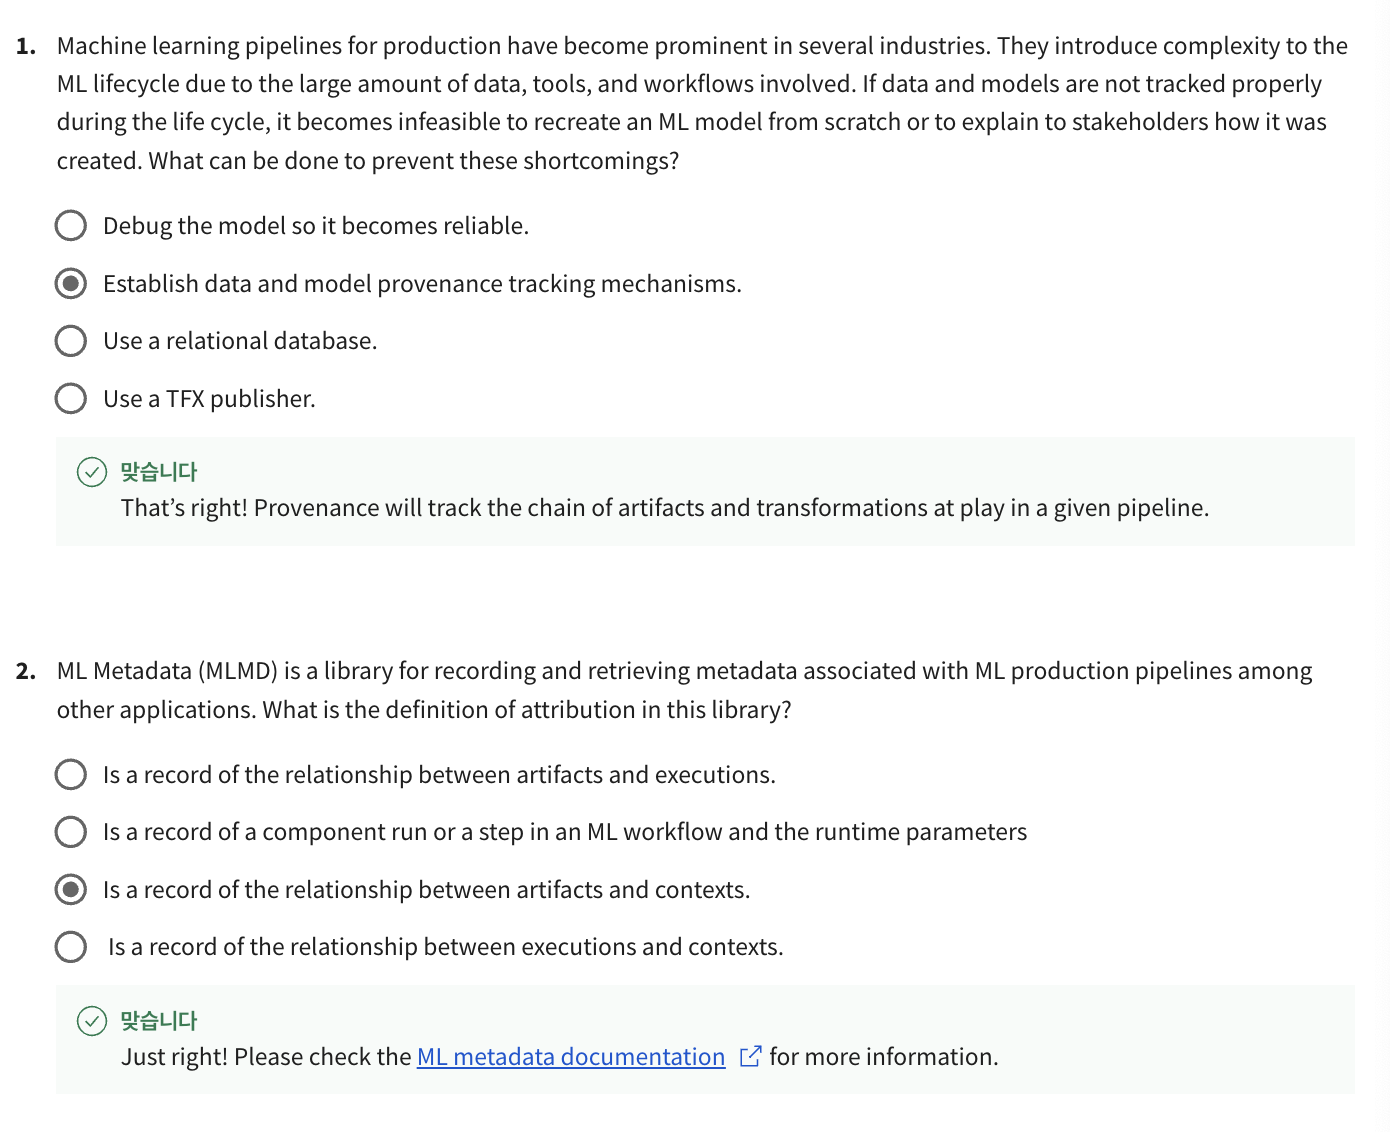 1. Machine learning pipelines for production have become prominent in several industries. They introduce complexity to the
ML lifecycle due to the large amount of data, tools, and workflows involved. If data and models are not tracked properly
during the life cycle, it becomes infeasible to recreate an ML model from scratch or to explain to stakeholders how it was
created. What can be done to prevent these shortcomings?
Debug the model so it becomes reliable.
Establish data and model provenance tracking mechanisms.
Use a relational database.
Use a TFX publisher.
맞습니다
That’s right! Provenance will track the chain of artifacts and transformations at play in a given pipeline.
2. ML Metadata (MLMD) is a library for recording and retrieving metadata associated with ML production pipelines among
other applications. What is the definition of attribution in this library?
Is a record of the relationship between artifacts and executions.
Is a record of a component run or a step in an ML workflow and the runtime parameters
Is a record of the relationship between artifacts and contexts.
Is a record of the relationship between executions and contexts.
맞습니다
Just right! Please check the ML metadata documentation for more information.